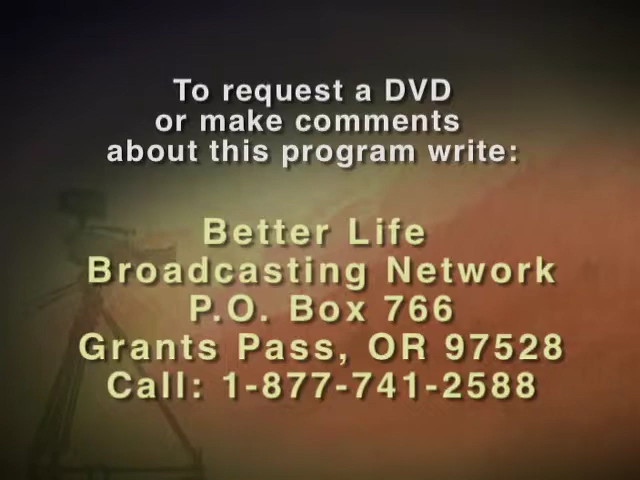 To request a DVD
or make comments
about this program write:
Better Life
Broadcasting Network
P.O. Box 766
Grants Pass, OR 97528
Call: 1-877-741-2588